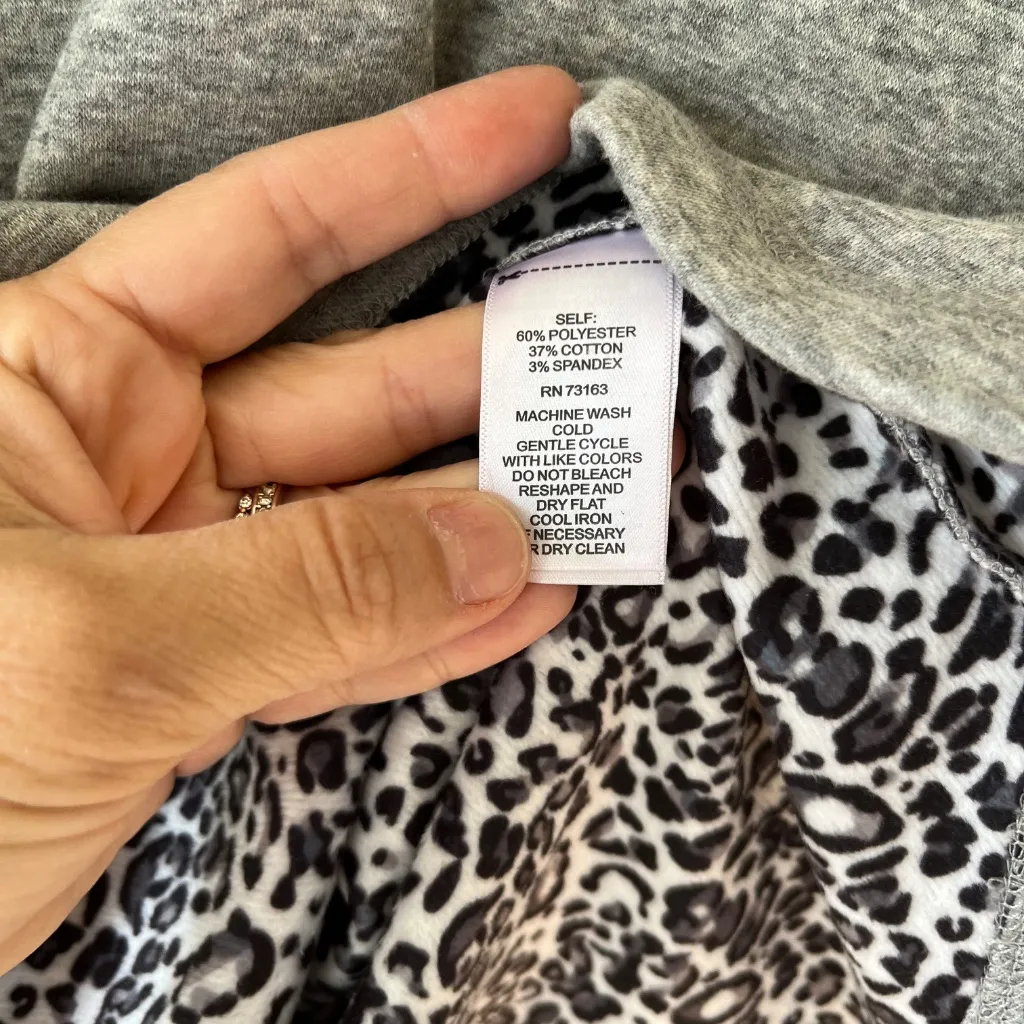 SELF:
60% POLYESTER
37% COTTON
3% SPANDEX
RN 73163
MACHINE WASH
COLD
GENTLE CYCLE
WITH LIKE COLORS
DO NOT BLEACH
RESHAPE AND
DRY FLAT
COOL IRON
NECESSARY
DRY CLEAN